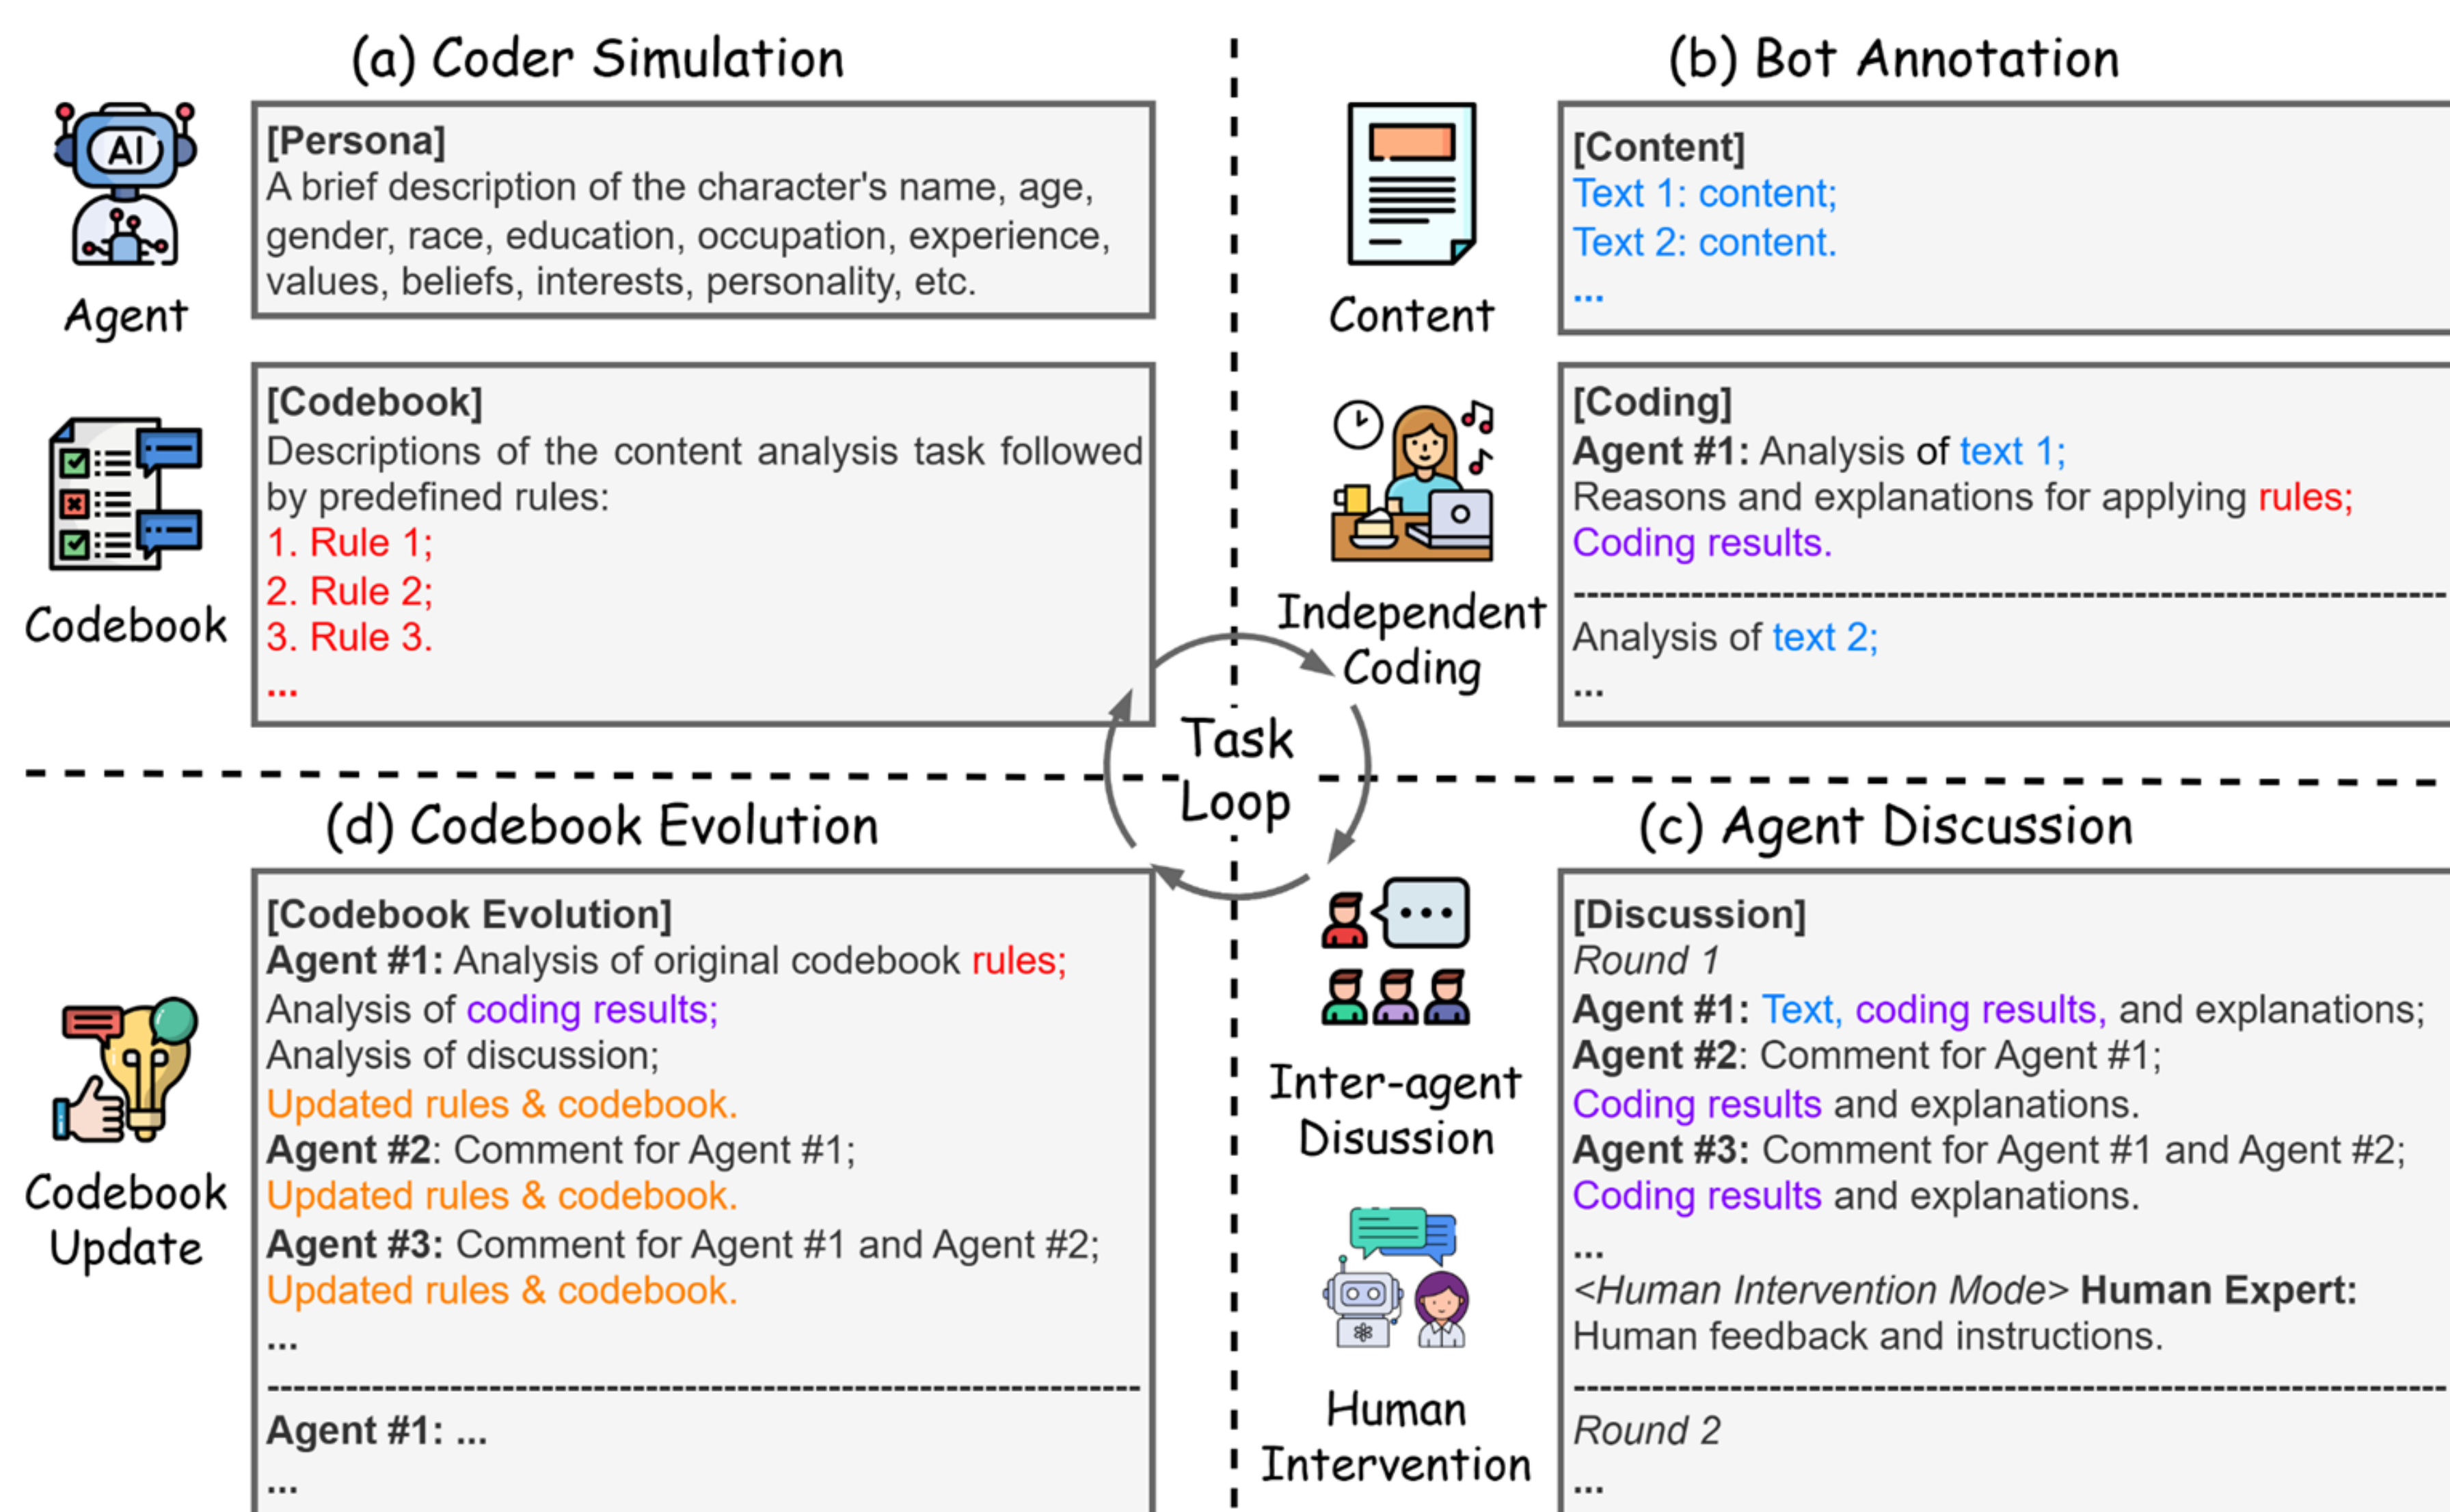 (a) Coder Simulation
AI
Agent
[Persona]
A brief description of the character's name, age,
gender, race, education, occupation, experience,
values, beliefs, interests, personality, etc.
Codebook
[Codebook]
Descriptions of the content analysis task followed
by predefined rules:
1. Rule 1;
2. Rule 2;
3. Rule 3.
...
(b) Bot Annotation
Content
[Content]
Text 1: content;
Text 2: content.
...
Independent
Coding
[Coding]
Agent #1: Analysis of text 1;
Reasons and explanations for applying rules;
Coding results.
Analysis of text 2;
...
Task
Loop
(c) Agent Discussion
Inter-agent
Disussion
Human
Intervention
[Discussion]
Round 1
Agent #1: Text, coding results, and explanations;
Agent #2: Comment for Agent #1;
Coding results and explanations.
Agent #3: Comment for Agent #1 and Agent #2;
Coding results and explanations.
...
<Human Intervention Mode> Human Expert:
Human feedback and instructions.
Round 2
...
(d) Codebook Evolution
Codebook
Update
[Codebook Evolution]
Agent #1: Analysis of original codebook rules;
Analysis of coding results;
Analysis of discussion;
Updated rules & codebook.
Agent #2: Comment for Agent #1;
Updated rules & codebook.
Agent #3: Comment for Agent #1 and Agent #2;
Updated rules & codebook.
...
Agent #1: ...
...